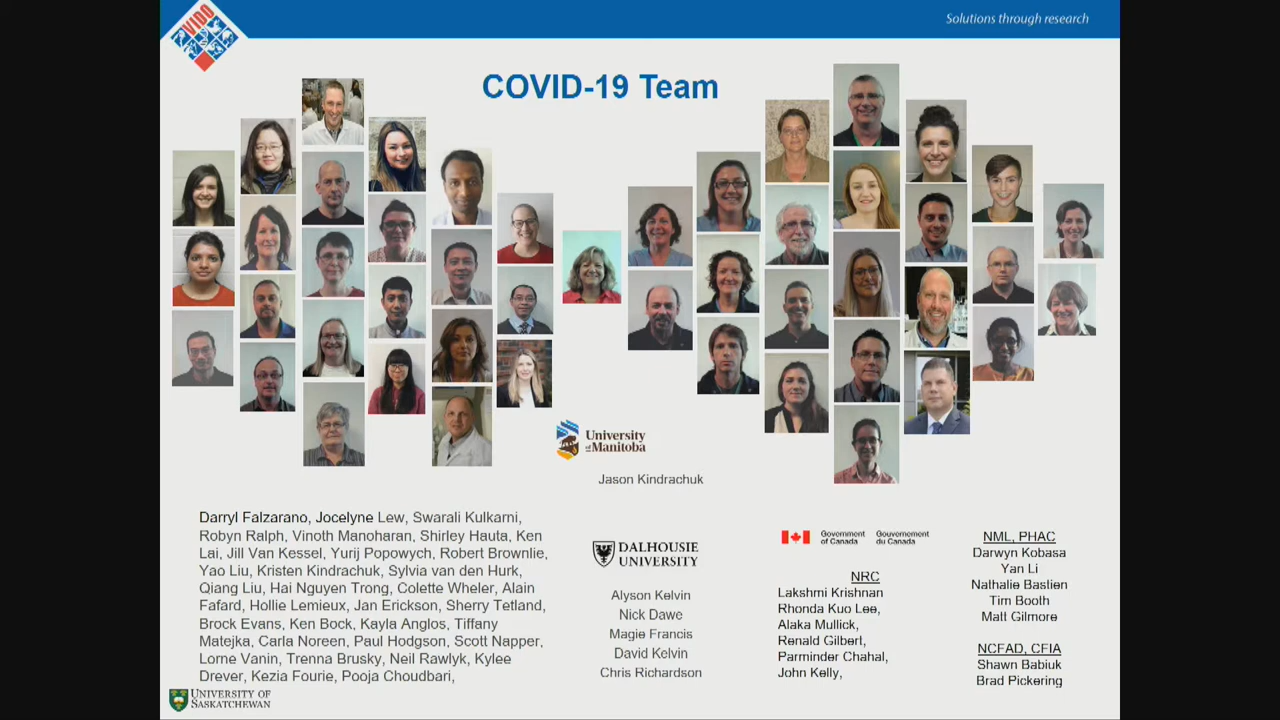 VIDO
Solutions through research
COVID-19 Team
University
of Manitoba
Jason Kindrachuk
Darryl Falzarano, Jocelyne Lew, Swarali Kulkarni,
Robyn Ralph, Vinoth Manoharan, Shirley Hauta, Ken
Lai, Jill Van Kessel, Yurij Popowych, Robert Brownlie,
Yao Liu, Kristen Kindrachuk, Sylvia van den Hurk,
Qiang Liu, Hai Nguyen Trong, Colette Wheler, Alain
Fafard, Hollie Lemieux, Jan Erickson, Sherry Tetland,
Brock Evans, Ken Bock, Kayla Anglos, Tiffany
Matejka, Carla Noreen, Paul Hodgson, Scott Napper,
Lorne Vanin, Trenna Brusky, Neil Rawlyk, Kylee
Drever, Kezia Fourie, Pooja Choudbari,
UNIVERSITY OF
SASKATCHEWAN
DALHOUSIE
UNIVERSITY
Alyson Kelvin
Nick Dawe
Magie Francis
David Kelvin
Chris Richardson
Government of Canada
Gouvernement du Canada
NRC
Lakshmi Krishnan
Rhonda Kuo Lee,
Alaka Mullick,
Renald Gilbert,
Parminder Chahal,
John Kelly,
NML, PHAC
Darwyn Kobasa
Yan Li
Nathalie Bastien
Tim Booth
Matt Gilmore
NCFAD, CFIA
Shawn Babiuk
Brad Pickering